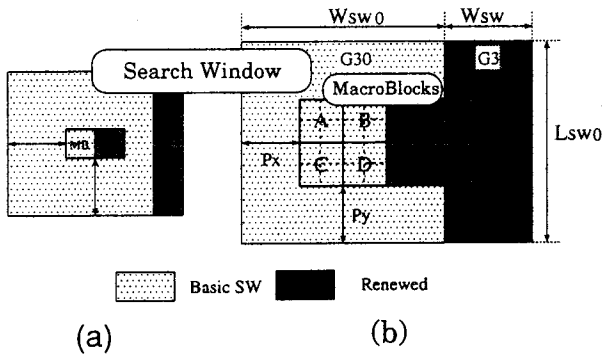 Wsw0 Wsw
G30 G3
Search Window
MacroBlocks
MB
A B
C D
Px
Py
Lsw0
Basic SW Renewed
(a) (b)